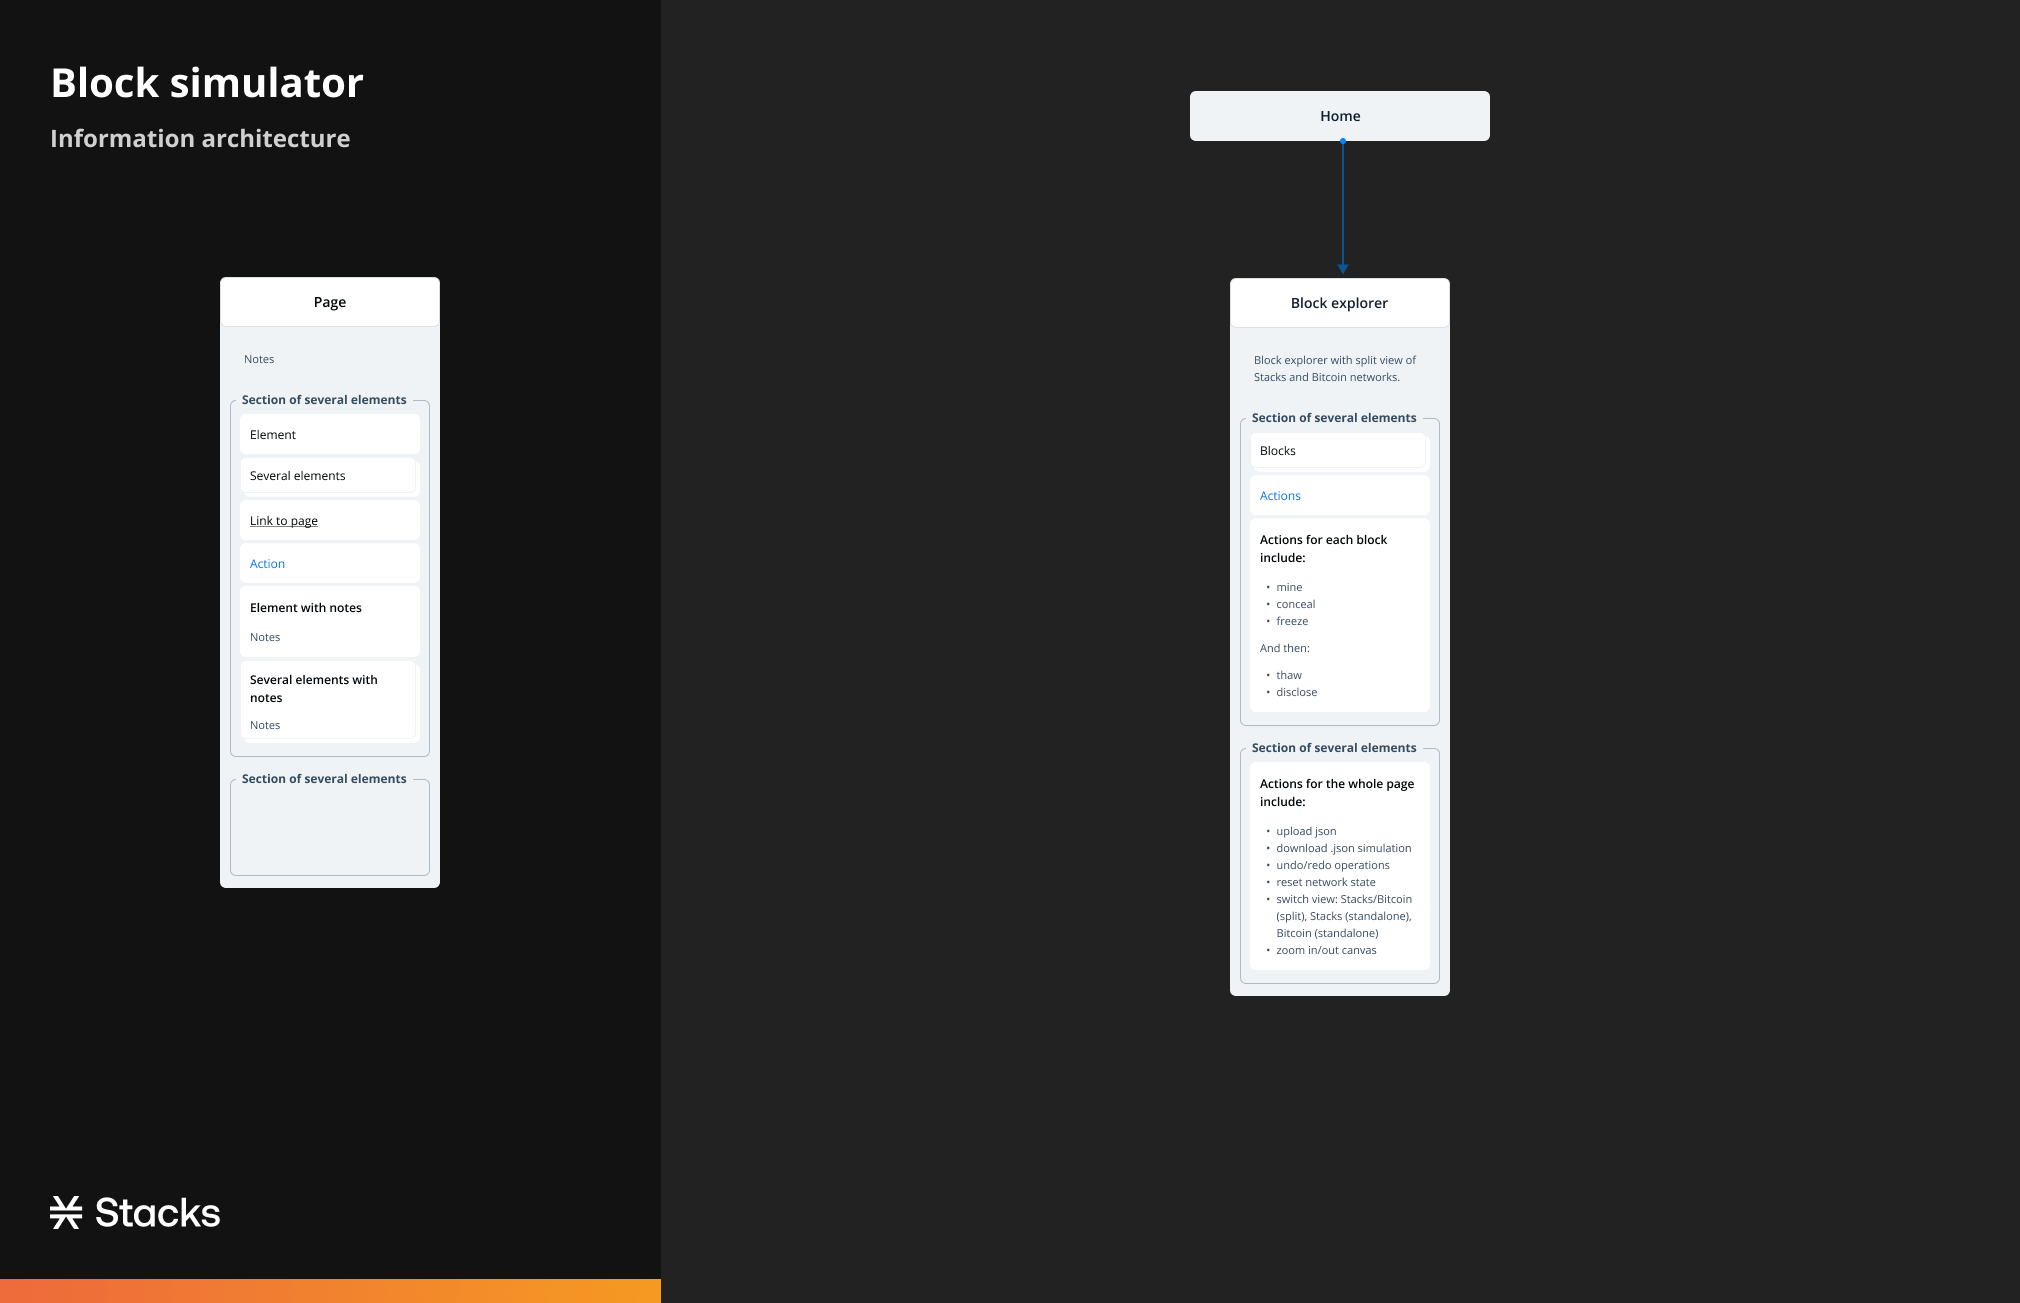 Block simulator
Information architecture
Page
Notes
Section of several elements
Element
Several elements
Link to page
Action
Element with notes
Notes
Several elements with
notes
Notes
Section of several elements
Stacks
Home
Block explorer
Block explorer with split view of
Stacks and Bitcoin networks.
Section of several elements
Blocks
Actions
Actions for each block
include:
• mine
• conceal
• freeze
And then:
• thaw
• disclose
Section of several elements
Actions for the whole page
include:
• upload json
• download .json simulation
• undo/redo operations
• reset network state
• switch view: Stacks/Bitcoin
(split), Stacks (standalone),
Bitcoin (standalone)
• zoom in/out canvas